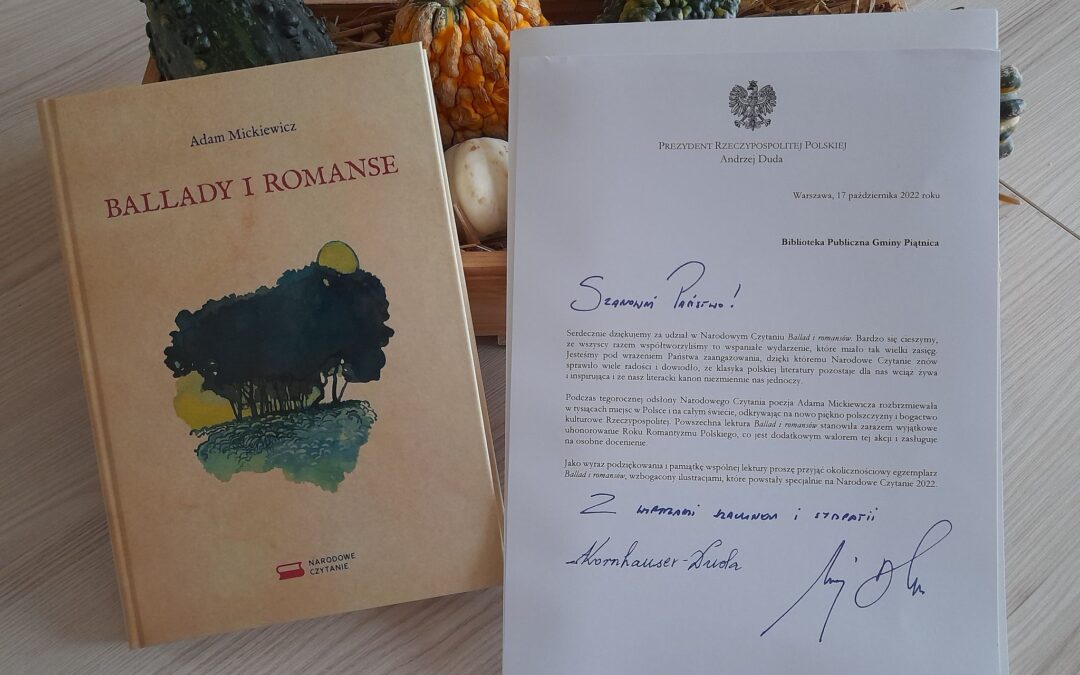 Adam Mickiewicz
BALLADY I ROMANSE
NARODOWE
CZYTANIE
PREZYDENT RZECZYPOSPOLITEJ POLSKIEJ
Andrzej Duda
Warszawa, 17 października 2022 roku
Biblioteka Publiczna Gminy Piątnica
Szanowni Państwo!
Serdecznie dziękujemy za udział w Narodowym Czytaniu Ballad i romansów. Bardzo się cieszymy,
że wszyscy razem współtworzyliśmy to wspaniałe wydarzenie, które miało tak wielki zasięg.
Jesteśmy pod wrażeniem Państwa zaangażowania, dzięki któremu Narodowe Czytanie znów
sprawiło wiele radości i dowiodło, że klasyka polskiej literatury pozostaje dla nas wciąż żywa
i inspirująca i że nasz literacki kanon niezmiennie nas jednoczy.
Podczas tegorocznej odsłony Narodowego Czytania poezja Adama Mickiewicza rozbrzmiewała
w tysiącach miejsc w Polsce i na całym świecie, odkrywając na nowo piękno polszczyzny i bogactwo
kulturowe Rzeczypospolitej. Powszechna lektura Ballad i romansów stanowiła zarazem wyjątkowe
uhonorowanie Roku Romantyzmu Polskiego, co jest dodatkowym walorem tej akcji i zasługuje
na osobne docenienie.
Jako wyraz podziękowania i pamiątkę wspólnej lektury proszę przyjąć okolicznościowy egzemplarz
Ballad i romansów, wzbogacony ilustracjami, które powstały specjalnie na Narodowe Czytanie 2022.
Z wyrazami szacunku i sympatii
AKornhauser-Duda